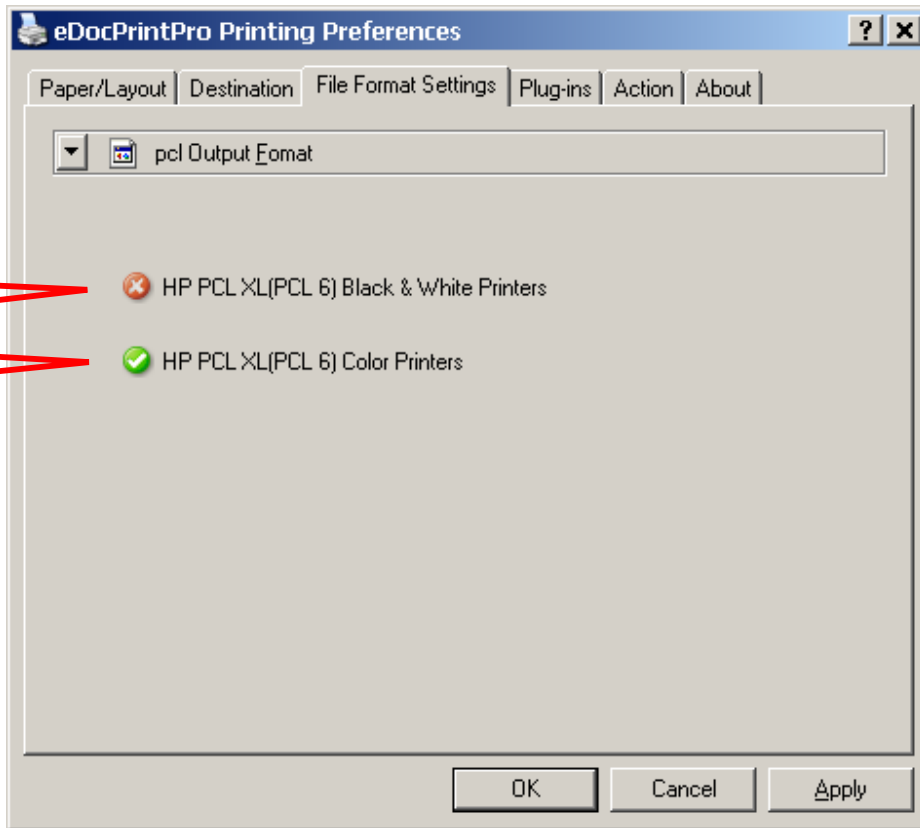 eDocPrintPro Printing Preferences
Paper/Layout Destination File Format Settings Plug-ins Action About
pcl Output Fomat
HP PCL XL(PCL 6) Black & White Printers
HP PCL XL(PCL 6) Color Printers
OK Cancel Apply